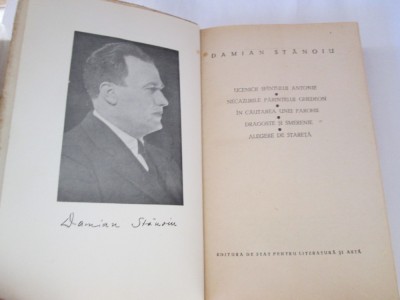 Damian Stănoiu
DAMIAN STĂNOIU
UCENICII SFÎNTULUI ANTONIE
NECAZURILE PĂRINTELUI GHEDEON
ÎN CĂUTAREA UNEI PAROHII
DRAGOSTE ȘI SMERENIE
ALEGERE DE STAREȚĂ
EDITURA DE STAT PENTRU LITERATURĂ ȘI ARTĂ